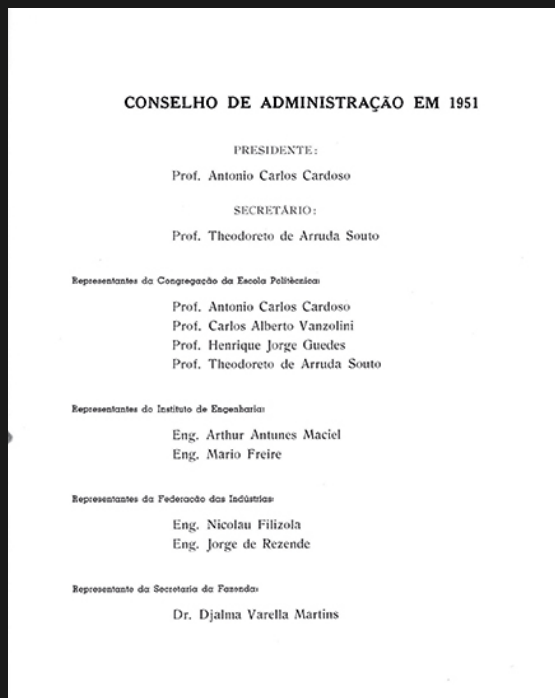 CONSELHO DE ADMINISTRAÇÃO EM 1951
PRESIDENTE:
Prof. Antonio Carlos Cardoso
SECRETÁRIO:
Prof. Theodoreto de Arruda Souto
Representantes da Congregação da Escola Politècnica:
Prof. Antonio Carlos Cardoso
Prof. Carlos Alberto Vanzolini
Prof. Henrique Jorge Guedes
Prof. Theodoreto de Arruda Souto
Representantes do Instituto de Engenharia:
Eng. Arthur Antunes Maciel
Eng. Mario Freire
Representantes da Federacão das Indústrias:
Eng. Nicolau Filizola
Eng. Jorge de Rezende
Representante da Secretaria da Fazenda:
Dr. Djalma Varella Martins